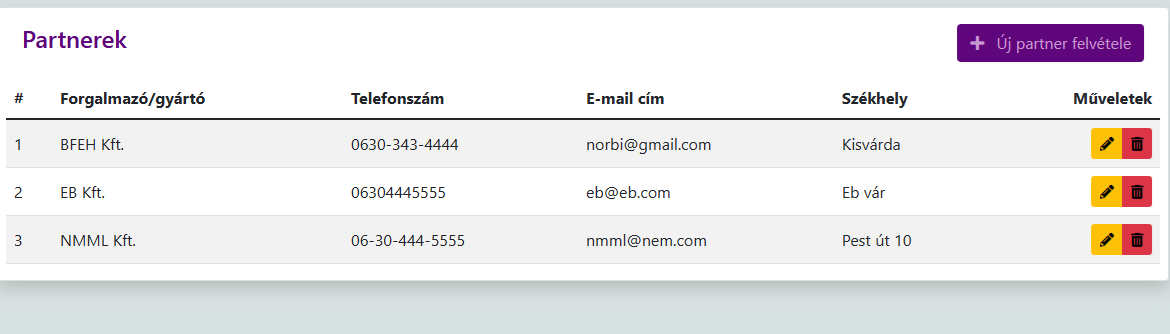 Partnerek
Új partner felvétele
# Forgalmazó/gyártó Telefonszám E-mail cím Székhely Műveletek
1 BFEH Kft. 0630-343-4444 norbi@gmail.com Kisvárda
2 EB Kft. 06304445555 eb@eb.com Eb vár
3 NMML Kft. 06-30-444-5555 nmml@nem.com Pest út 10